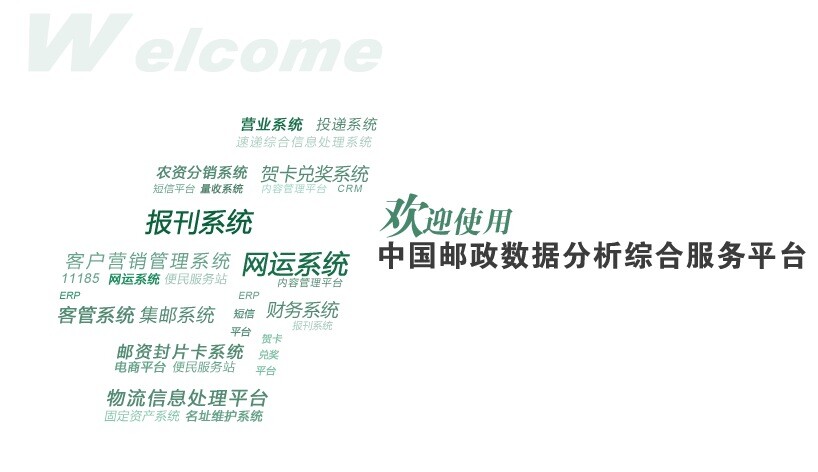 Welcome
营业系统 投递系统
速递综合信息处理系统
农资分销系统 贺卡兑奖系统
短信平台 量收系统 内容管理平台 CRM
报刊系统
欢迎使用
中国邮政数据分析综合服务平台
客户营销管理系统 网运系统
11185 网运系统 便民服务站 内容管理平台
ERP ERP
客管系统 集邮系统 短信 财务系统
平台 报刊系统
贺卡
邮资封片卡系统 兑奖
电商平台 便民服务站 平台
物流信息处理平台
固定资产系统 名址维护系统